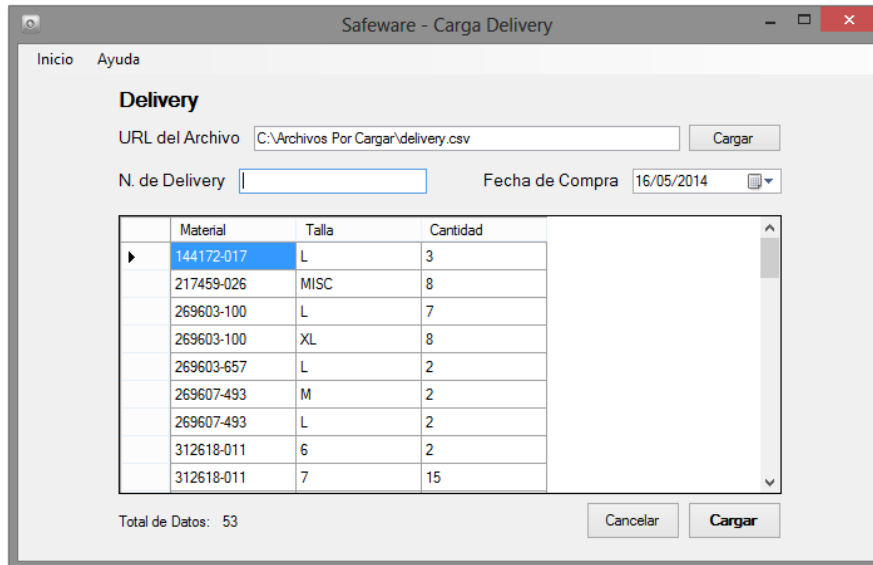 Safeware - Carga Delivery
Inicio Ayuda
Delivery
URL del Archivo C:\Archivos Por Cargar\delivery.csv Cargar
N. de Delivery Fecha de Compra 16/05/2014
Material Talla Cantidad
144172-017 L 3
217459-026 MISC 8
269603-100 L 7
269603-100 XL 8
269603-657 L 2
269607-493 M 2
269607-493 L 2
312618-011 6 2
312618-011 7 15
Total de Datos: 53 Cancelar Cargar